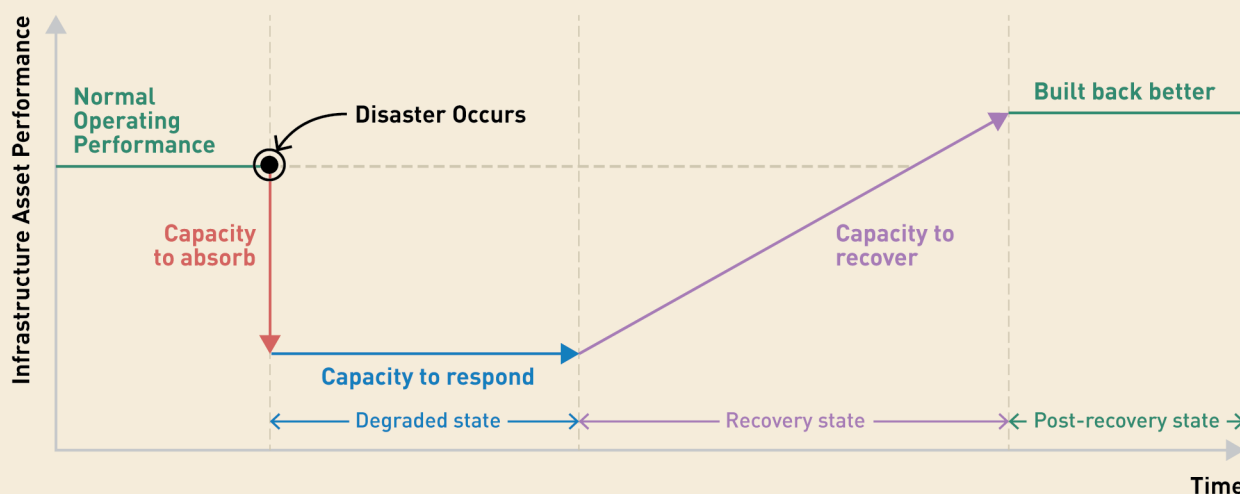 Infrastructure Asset Performance
Normal
Operating
Performance
Disaster Occurs
Built back better
Capacity
to absorb
Capacity to
recover
Capacity to respond
Degraded state
Recovery state
Post-recovery state
Time